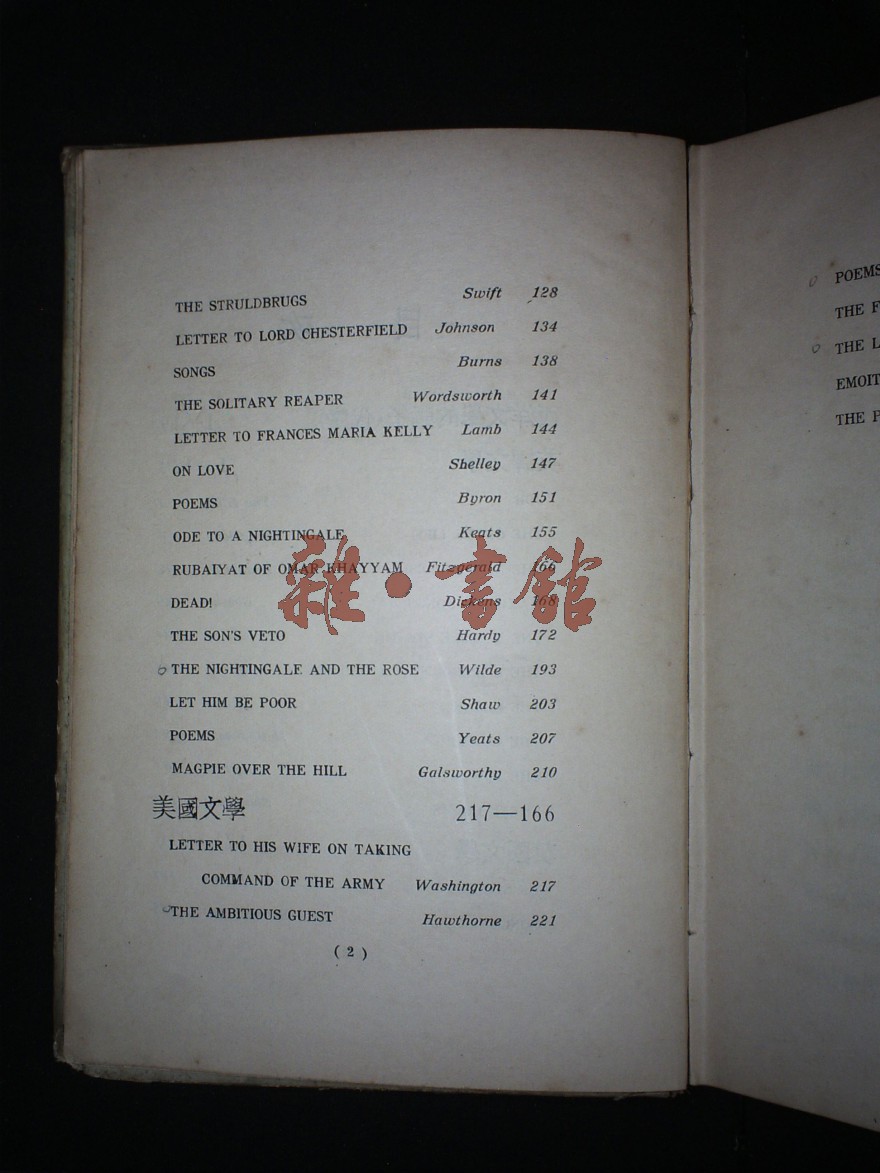 THE STRULDBRUGS Swift 128
LETTER TO LORD CHESTERFIELD Johnson 134
SONGS Burns 138
THE SOLITARY REAPER Wordsworth 141
LETTER TO FRANCES MARIA KELLY Lamb 144
ON LOVE Shelley 147
POEMS Byron 151
ODE TO A NIGHTINGALE Keats 155
RUBAIYAT OF OMAR KHAYYAM Fitzgerald 166
DEAD! Dickens 168
THE SON'S VETO Hardy 172
THE NIGHTINGALE AND THE ROSE Wilde 193
LET HIM BE POOR Shaw 203
POEMS Yeats 207
MAGPIE OVER THE HILL Galsworthy 210
美國文學 217—166
LETTER TO HIS WIFE ON TAKING
COMMAND OF THE ARMY Washington 217
THE AMBITIOUS GUEST Hawthorne 221
( 2 )
雜·書館
POEMS
THE F
THE L
EMOIT
THE